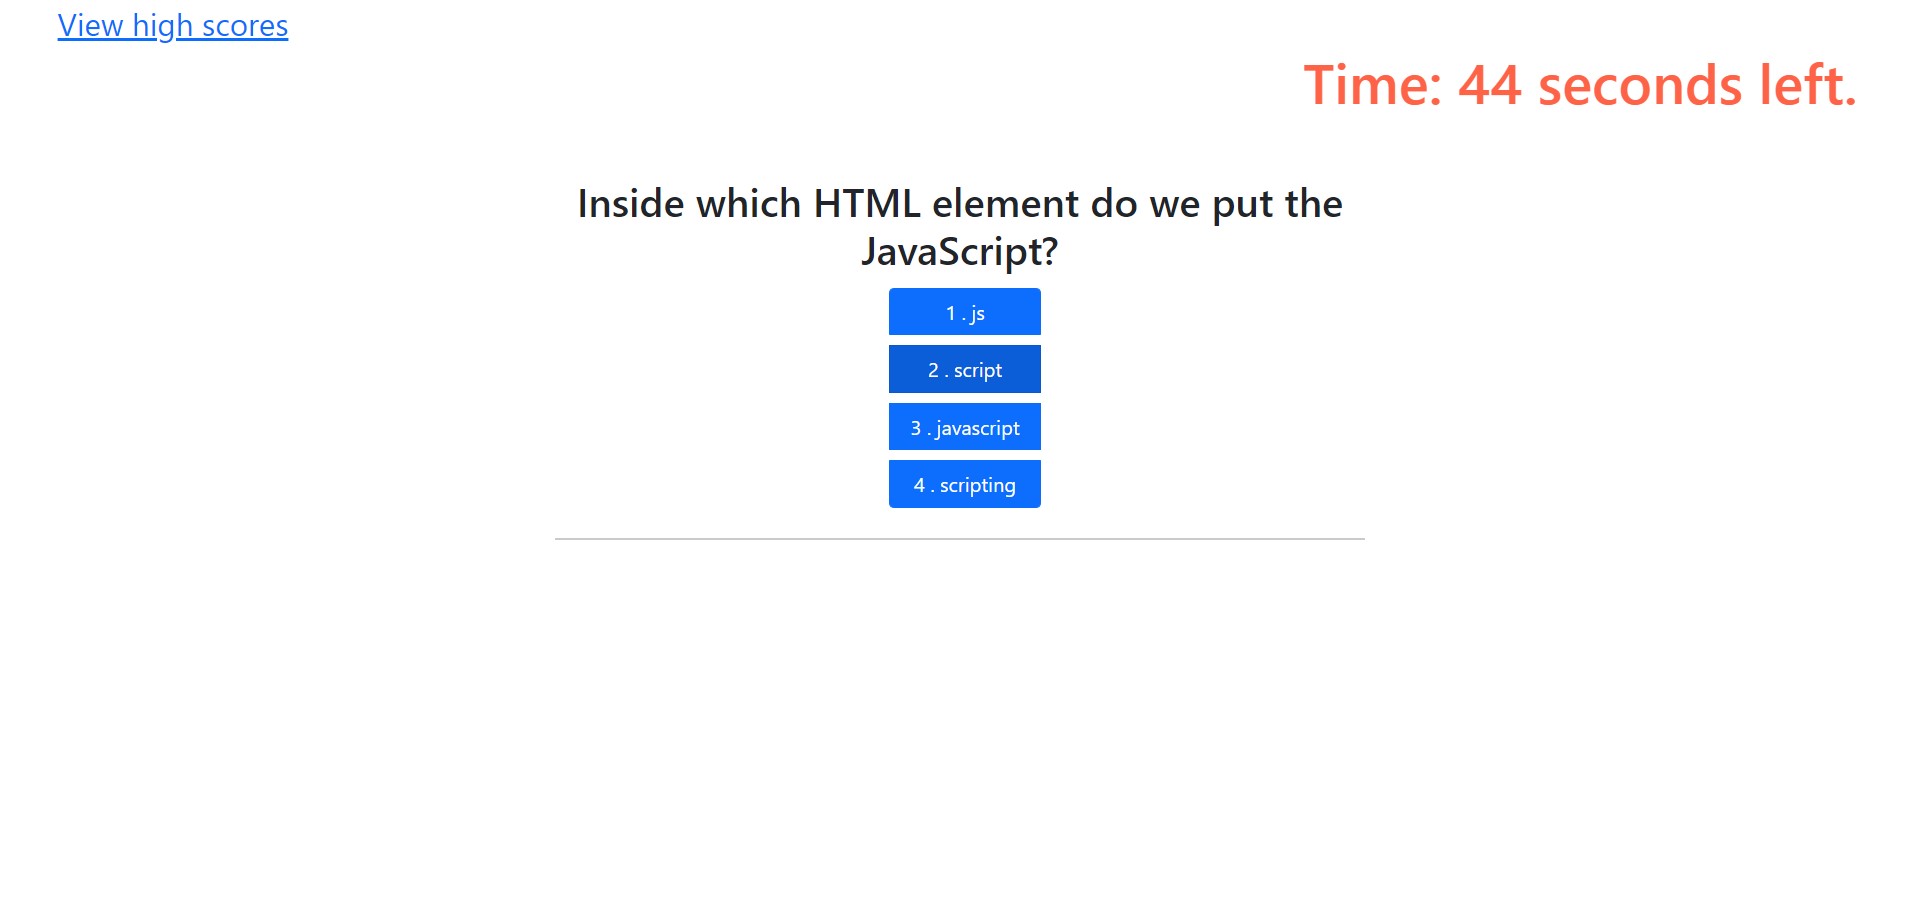 View high scores
Time: 44 seconds left.
Inside which HTML element do we put the
JavaScript?
1 . js
2 . script
3 . javascript
4 . scripting